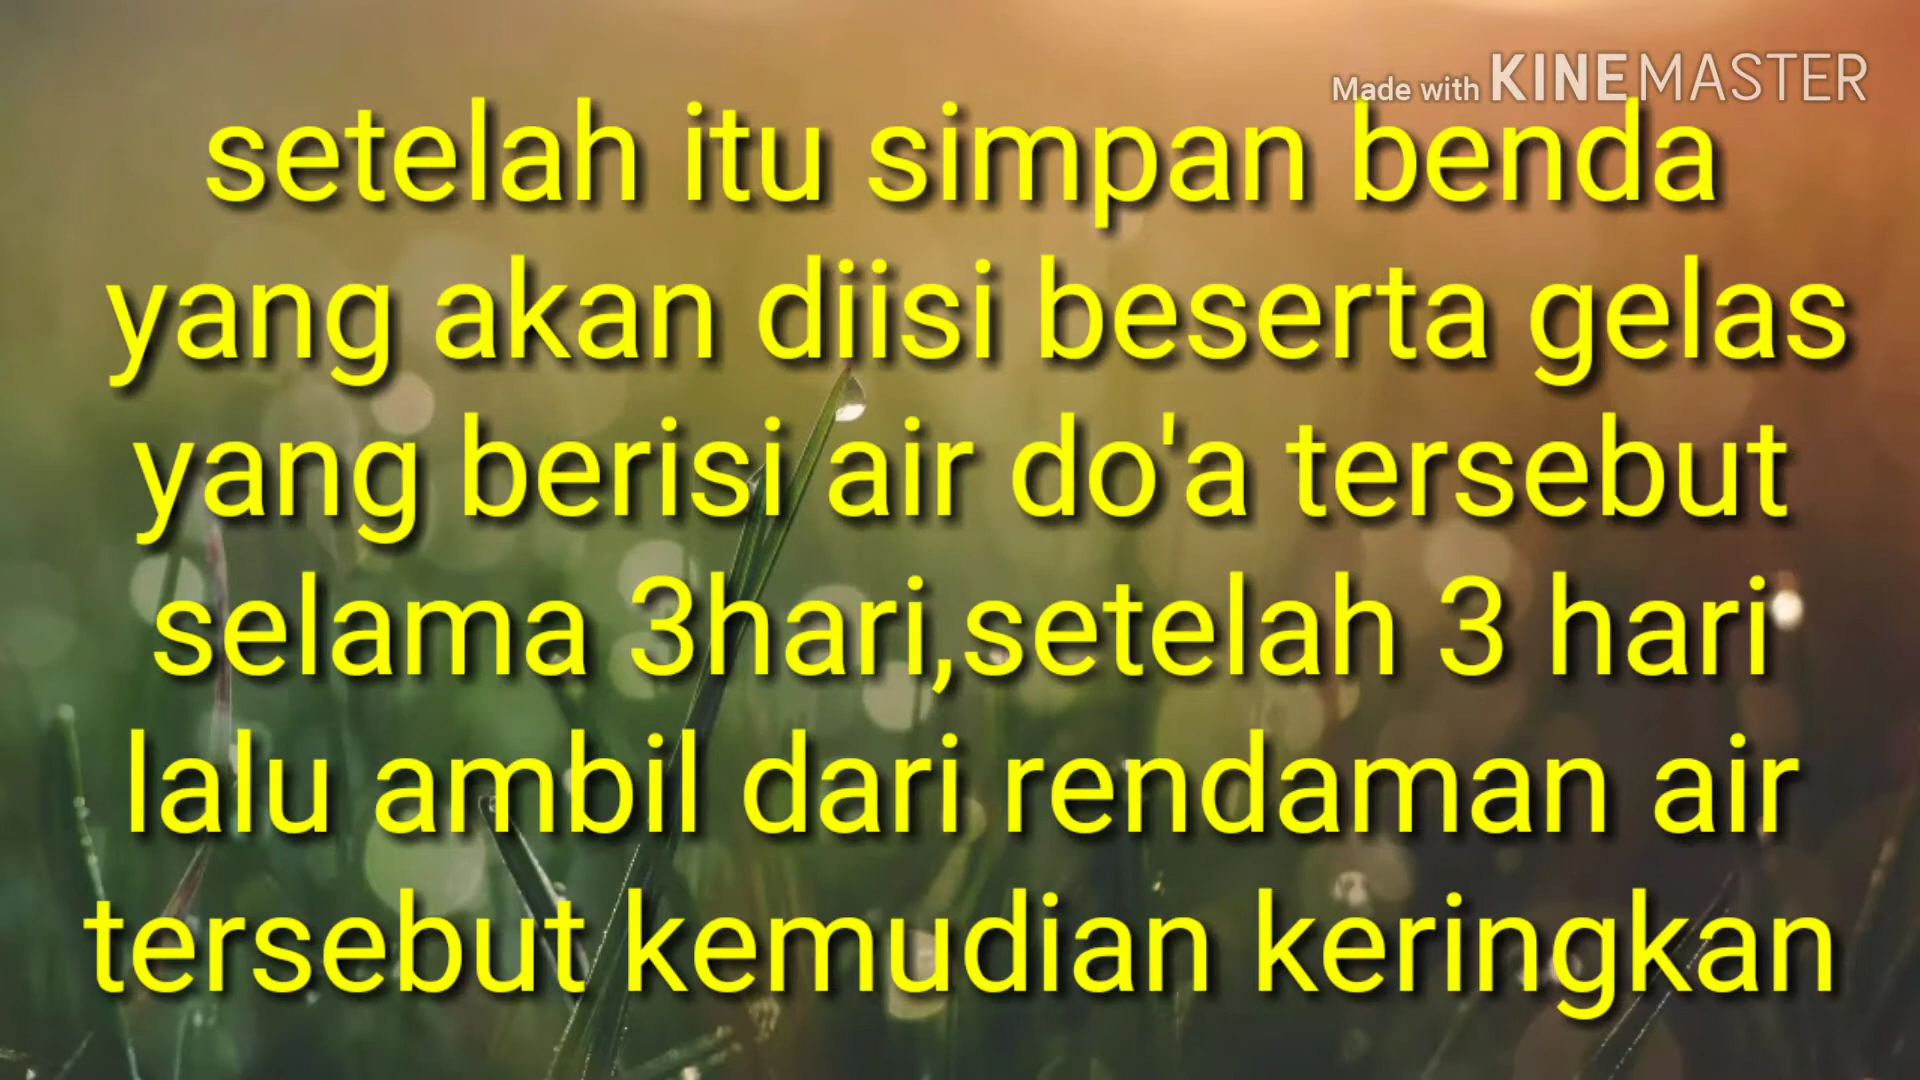 Made with KINEMASTER
setelah itu simpan benda
yang akan diisi beserta gelas
yang berisi air do'a tersebut
selama 3hari,setelah 3 hari
lalu ambil dari rendaman air
tersebut kemudian keringkan